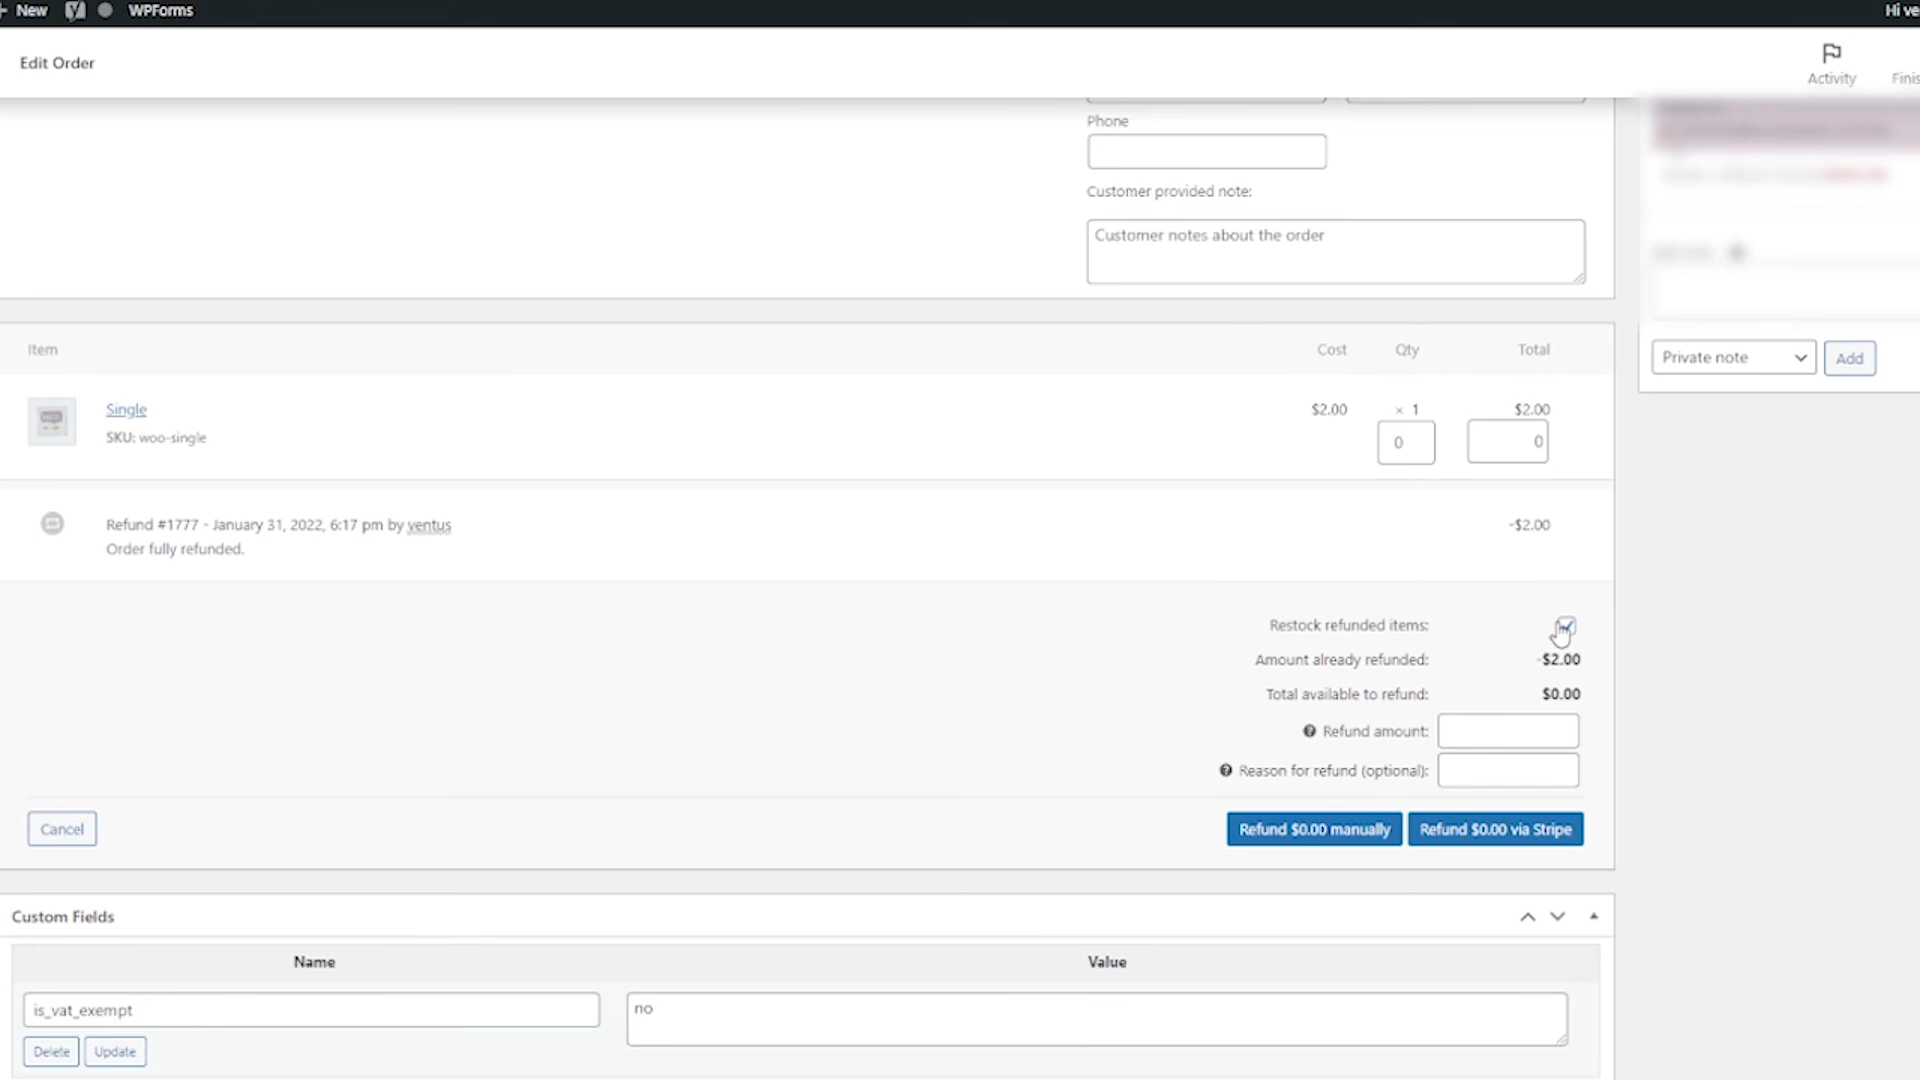 New WPForms
Hi ve
Edit Order
Activity
Finis
Phone
Customer provided note:
Customer notes about the order
Item Cost Qty Total
Private note Add
Single $2.00 × 1 $2.00
SKU: woo-single 0 0
Refund #1777 - January 31, 2022, 6:17 pm by ventus -$2.00
Order fully refunded.
Restock refunded items:
Amount already refunded: -$2.00
Total available to refund: $0.00
Refund amount:
Reason for refund (optional):
Cancel Refund $0.00 manually Refund $0.00 via Stripe
Custom Fields
Name Value
is_vat_exempt no
Delete Update